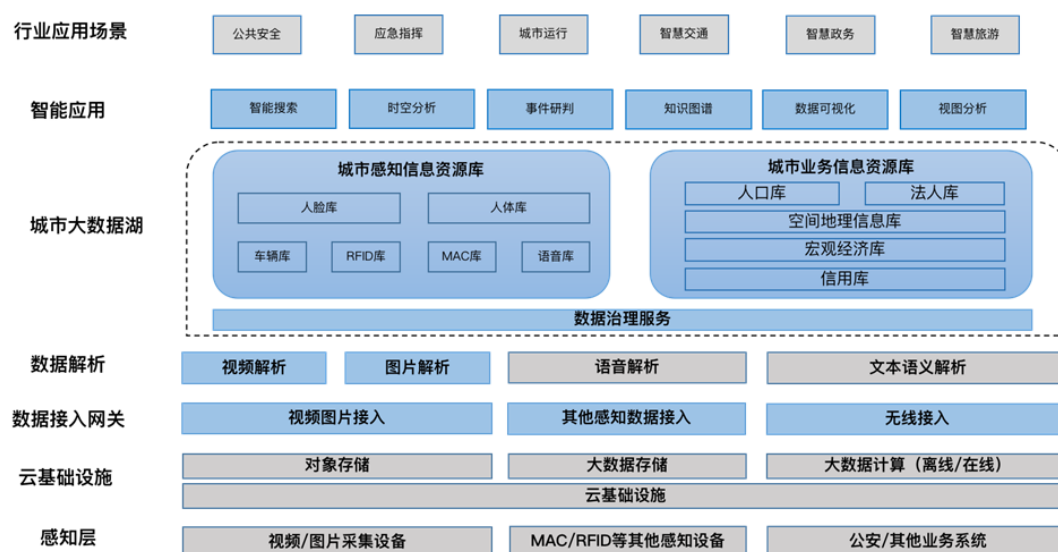 行业应用场景
公共安全 应急指挥 城市运行 智慧交通 智慧政务 智慧旅游
智能应用
智能搜索 时空分析 事件研判 知识图谱 数据可视化 视图分析
城市大数据湖
城市感知信息资源库
人脸库 人体库
车辆库 RFID库 MAC库 语音库
城市业务信息资源库
人口库 法人库
空间地理信息库
宏观经济库
信用库
数据治理服务
数据解析
视频解析 图片解析 语音解析 文本语义解析
数据接入网关
视频图片接入 其他感知数据接入 无线接入
云基础设施
对象存储 大数据存储 大数据计算（离线/在线）
云基础设施
感知层
视频/图片采集设备 MAC/RFID等其他感知设备 公安/其他业务系统